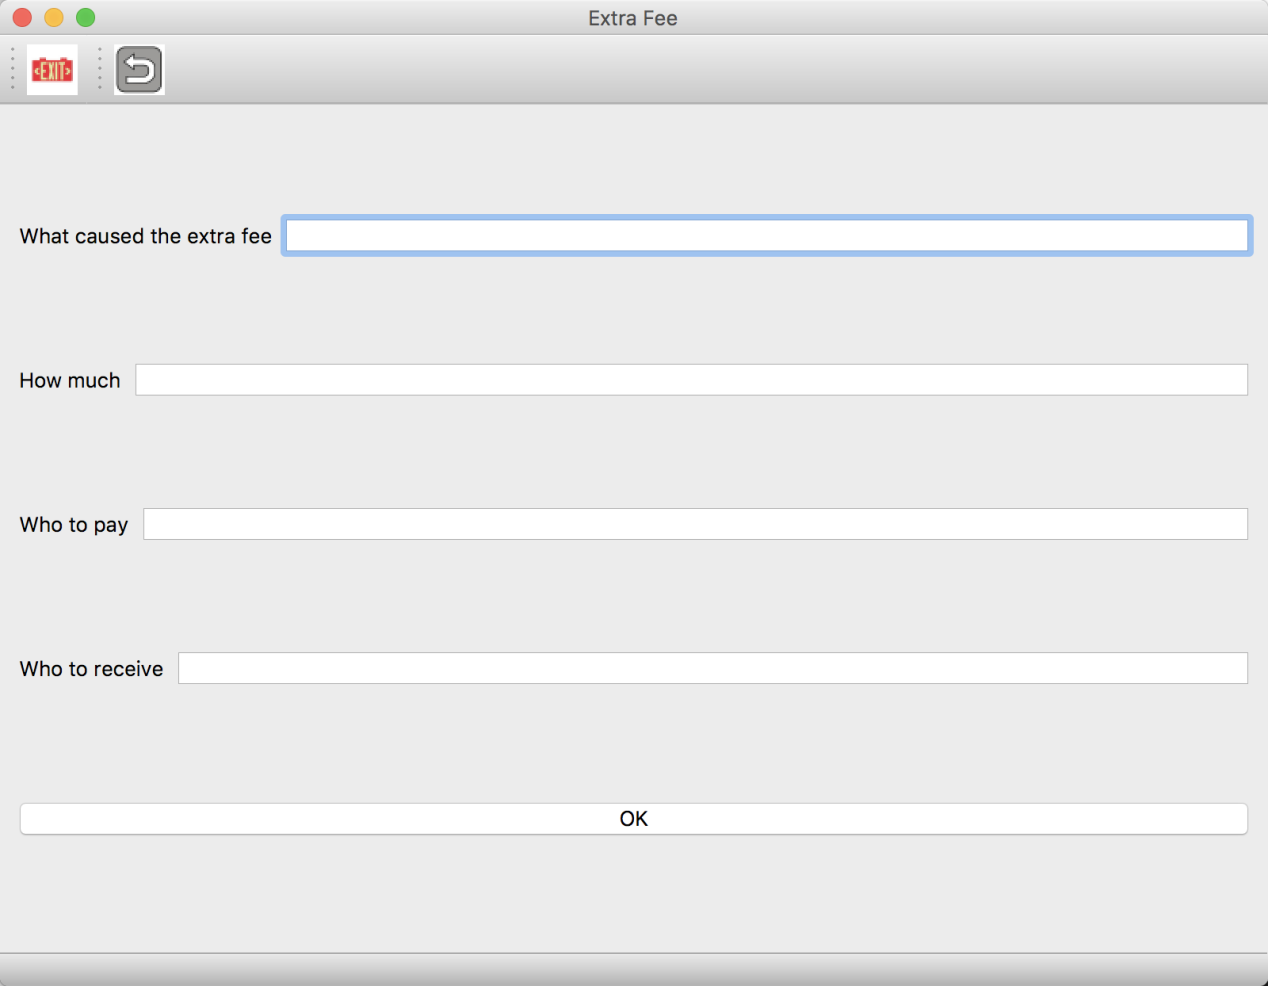 Extra Fee
EXIT
What caused the extra fee
How much
Who to pay
Who to receive
OK